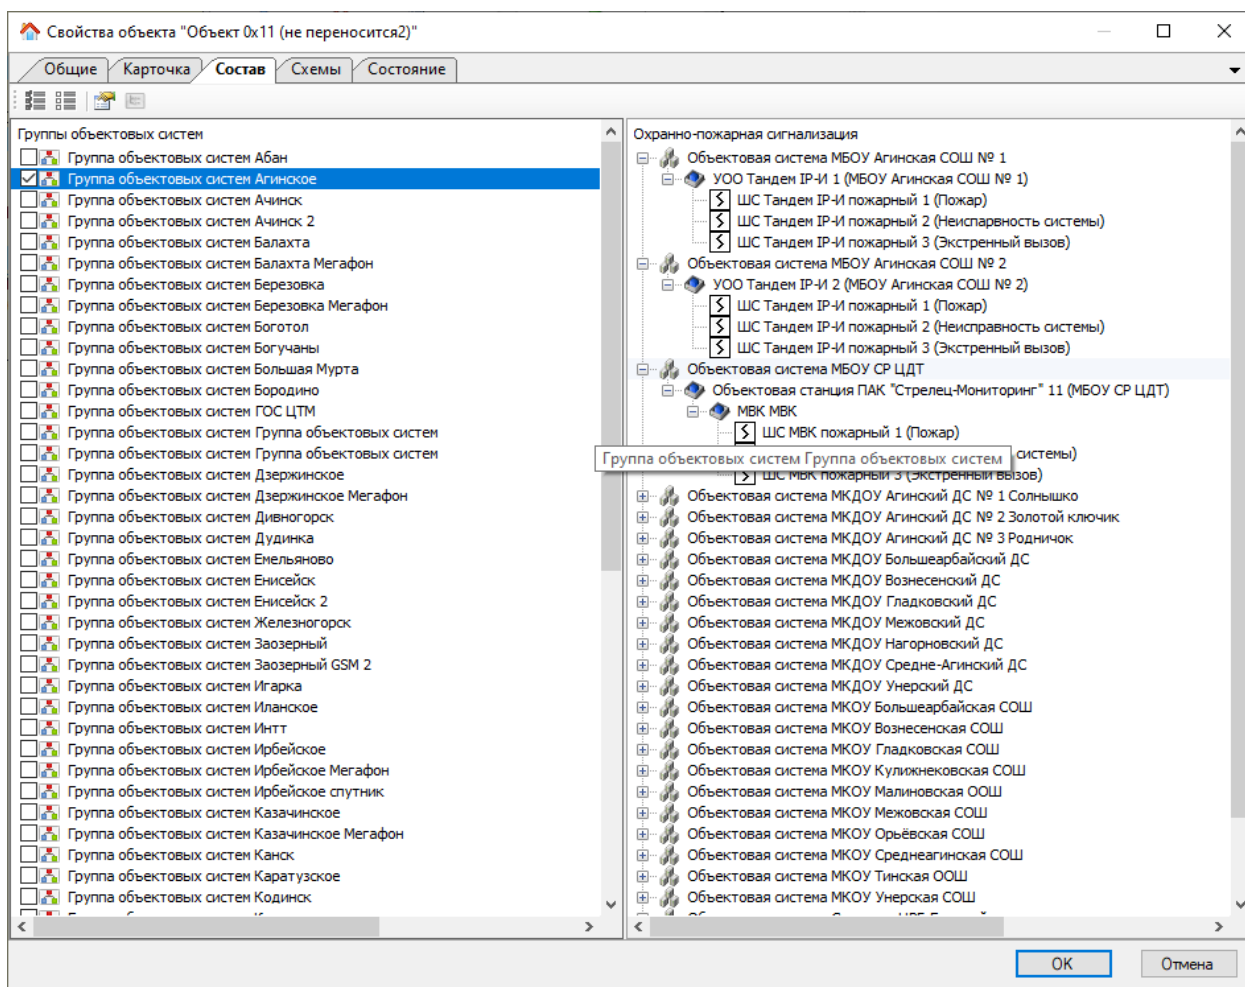 Свойства объекта "Объект 0x11 (не переносится2)"
Общие Карточка Состав Схемы Состояние
Группы объектовых систем
Группа объектовых систем Абан
Группа объектовых систем Агинское
Группа объектовых систем Ачинск
Группа объектовых систем Ачинск 2
Группа объектовых систем Балахта
Группа объектовых систем Балахта Мегафон
Группа объектовых систем Березовка
Группа объектовых систем Березовка Мегафон
Группа объектовых систем Боготол
Группа объектовых систем Богучаны
Группа объектовых систем Большая Мурта
Группа объектовых систем Бородино
Группа объектовых систем ГОС ЦТМ
Группа объектовых систем Группа объектовых систем
Группа объектовых систем Группа объектовых систем
Группа объектовых систем Дзержинское
Группа объектовых систем Дзержинское Мегафон
Группа объектовых систем Дивногорск
Группа объектовых систем Дудинка
Группа объектовых систем Емельяново
Группа объектовых систем Енисейск
Группа объектовых систем Енисейск 2
Группа объектовых систем Железногорск
Группа объектовых систем Заозерный
Группа объектовых систем Заозерный GSM 2
Группа объектовых систем Игарка
Группа объектовых систем Иланское
Группа объектовых систем Интт
Группа объектовых систем Ирбейское
Группа объектовых систем Ирбейское Мегафон
Группа объектовых систем Ирбейское спутник
Группа объектовых систем Казачинское
Группа объектовых систем Казачинское Мегафон
Группа объектовых систем Канск
Группа объектовых систем Каратузское
Группа объектовых систем Кодинск
Охранно-пожарная сигнализация
Объектовая система МБОУ Агинская СОШ № 1
УОО Тандем IP-И 1 (МБОУ Агинская СОШ № 1)
ШС Тандем IP-И пожарный 1 (Пожар)
ШС Тандем IP-И пожарный 2 (Неиспарвность системы)
ШС Тандем IP-И пожарный 3 (Экстренный вызов)
Объектовая система МБОУ Агинская СОШ № 2
УОО Тандем IP-И 2 (МБОУ Агинская СОШ № 2)
ШС Тандем IP-И пожарный 1 (Пожар)
ШС Тандем IP-И пожарный 2 (Неисправность системы)
ШС Тандем IP-И пожарный 3 (Экстренный вызов)
Объектовая система МБОУ СР ЦДТ
Объектовая станция ПАК "Стрелец-Мониторинг" 11 (МБОУ СР ЦДТ)
МВК МВК
ШС МВК пожарный 1 (Пожар)
Группа объектовых систем Группа объектовых систем
системы)
ШС МВК пожарный 3 (Экстренный вызов)
Объектовая система МКДОУ Агинский ДС № 1 Солнышко
Объектовая система МКДОУ Агинский ДС № 2 Золотой ключик
Объектовая система МКДОУ Агинский ДС № 3 Родничок
Объектовая система МКДОУ Большеарбайский ДС
Объектовая система МКДОУ Вознесенский ДС
Объектовая система МКДОУ Гладковский ДС
Объектовая система МКДОУ Межовский ДС
Объектовая система МКДОУ Нагорновский ДС
Объектовая система МКДОУ Средне-Агинский ДС
Объектовая система МКДОУ Унерский ДС
Объектовая система МКОУ Большеарбайская СОШ
Объектовая система МКОУ Вознесенская СОШ
Объектовая система МКОУ Гладковская СОШ
Объектовая система МКОУ Кулижнековская СОШ
Объектовая система МКОУ Малиновская ООШ
Объектовая система МКОУ Межовская СОШ
Объектовая система МКОУ Орьёвская СОШ
Объектовая система МКОУ Среднеагинская СОШ
Объектовая система МКОУ Тинская ООШ
Объектовая система МКОУ Унерская СОШ
OK Отмена